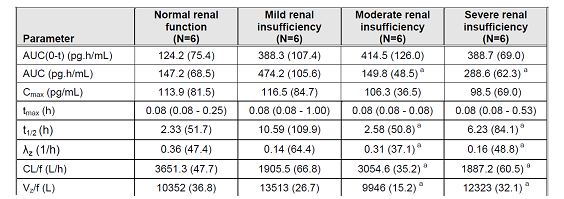 Parameter Normal renal function (N=6) Mild renal insufficiency (N=6) Moderate renal insufficiency (N=6) Severe renal insufficiency (N=6)
AUC(0-t) (pg.h/mL) 124.2 (75.4) 388.3 (107.4) 414.5 (126.0) 388.7 (69.0)
AUC (pg.h/mL) 147.2 (68.5) 474.2 (105.6) 149.8 (48.5) a 288.6 (62.3) a
Cmax (pg/mL) 113.9 (81.5) 116.5 (84.7) 106.3 (36.5) 98.5 (69.0)
tmax (h) 0.08 (0.08 - 0.25) 0.08 (0.08 - 1.00) 0.08 (0.08 - 0.08) 0.08 (0.08 - 0.53)
t1/2 (h) 2.33 (51.7) 10.59 (109.9) 2.58 (50.8) a 6.23 (84.1) a
λz (1/h) 0.36 (47.4) 0.14 (64.4) 0.31 (37.1) a 0.16 (48.8) a
CL/f (L/h) 3651.3 (47.7) 1905.5 (66.8) 3054.6 (35.2) a 1887.2 (60.5) a
Vz/f (L) 10352 (36.8) 13513 (26.7) 9946 (15.2) a 12323 (32.1) a